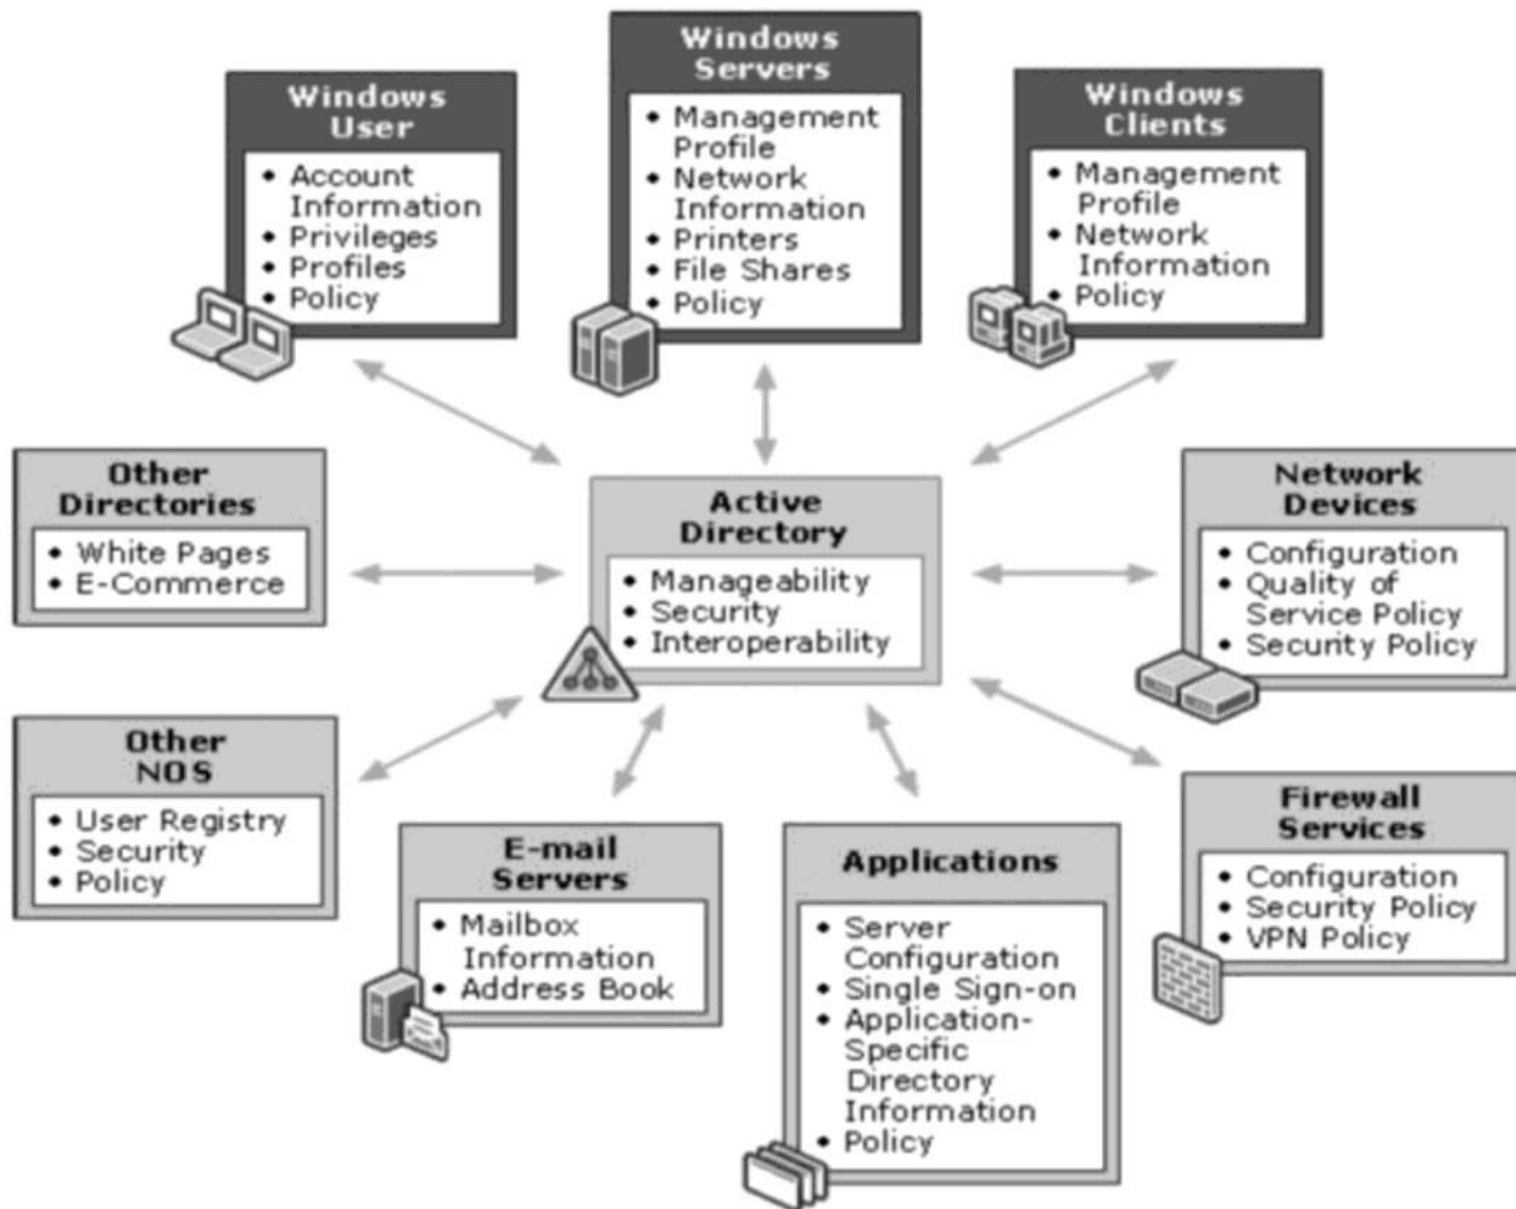 Windows
User
• Account
Information
• Privileges
• Profiles
• Policy
Windows
Servers
• Management
Profile
• Network
Information
• Printers
• File Shares
• Policy
Windows
Clients
• Management
Profile
• Network
Information
• Policy
Other
Directories
• White Pages
• E-Commerce
Active
Directory
• Manageability
• Security
• Interoperability
Network
Devices
• Configuration
• Quality of
Service Policy
• Security Policy
Other
NOS
• User Registry
• Security
• Policy
E-mail
Servers
• Mailbox
Information
• Address Book
Applications
• Server
Configuration
• Single Sign-on
• Application-
Specific
Directory
Information
• Policy
Firewall
Services
• Configuration
• Security Policy
• VPN Policy